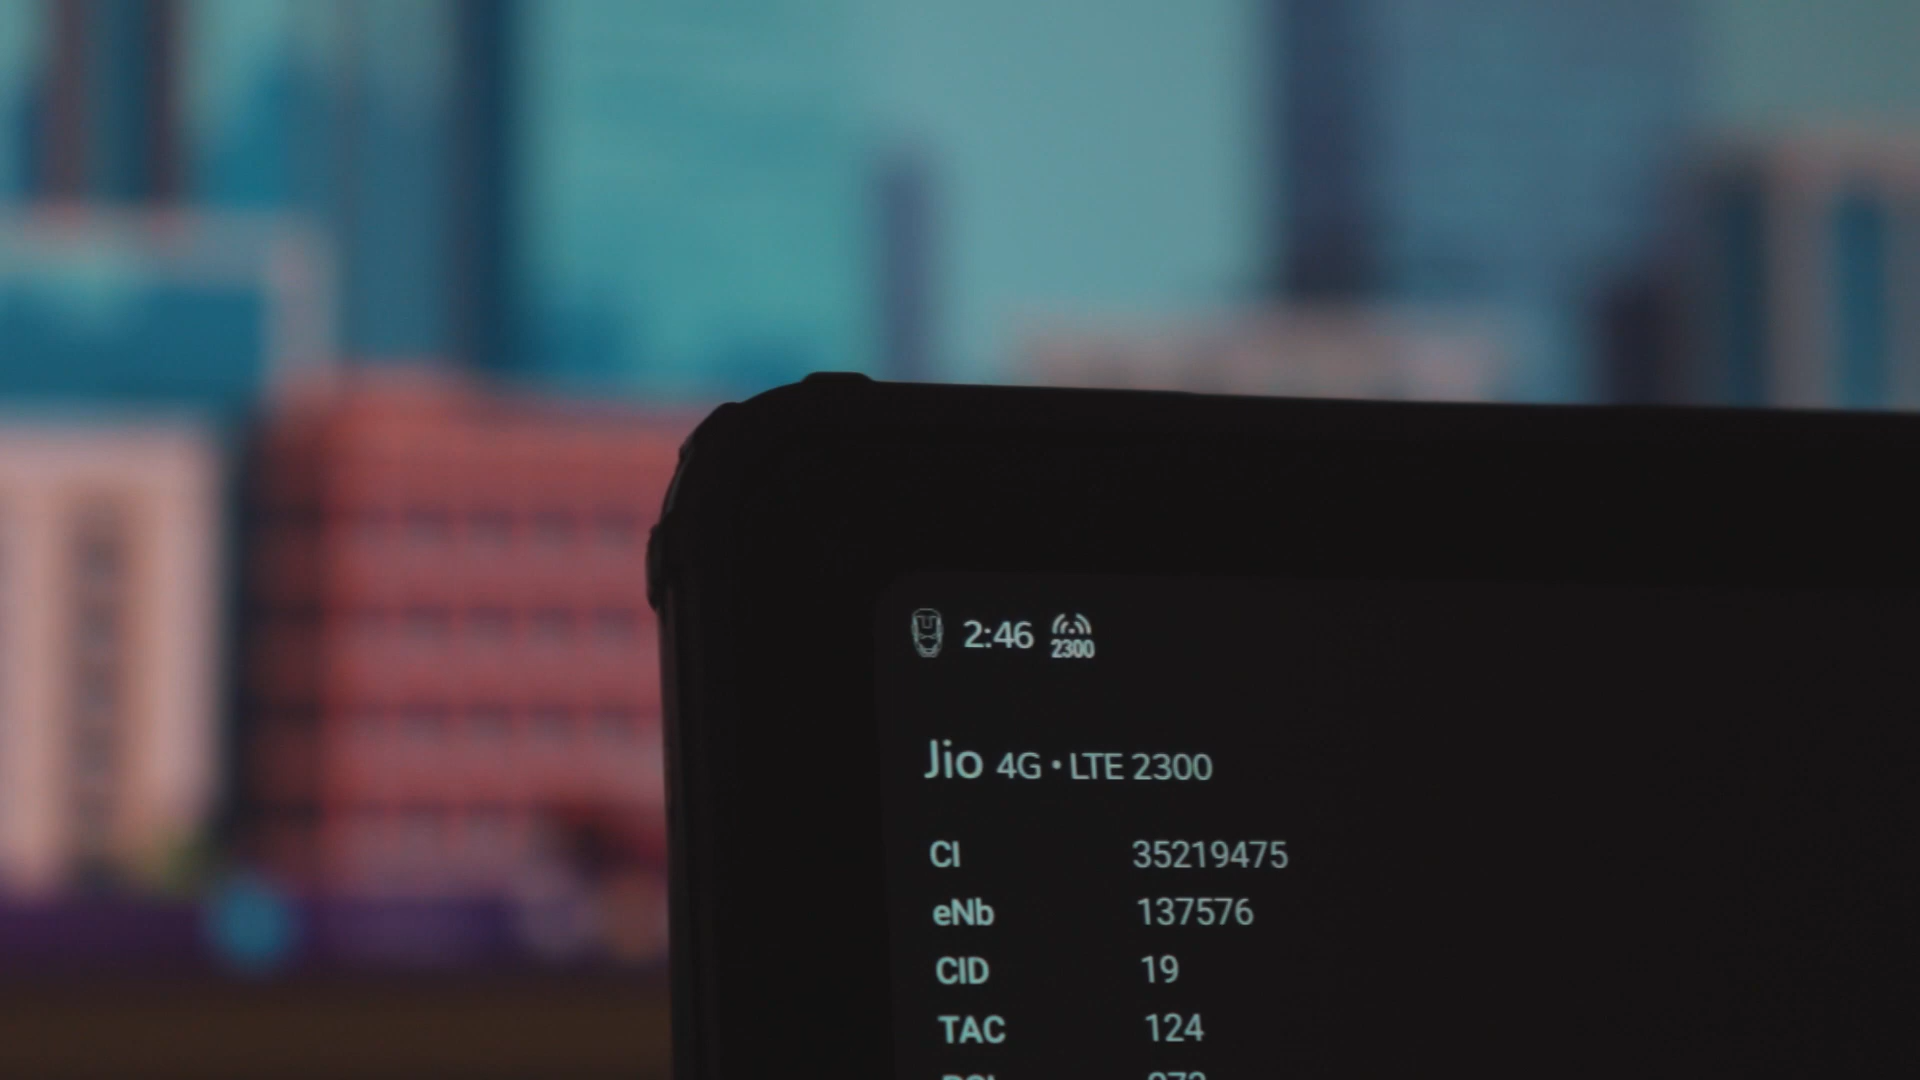 2:46 2300
Jio 4G • LTE 2300
CI 35219475
eNb 137576
CID 19
TAC 124